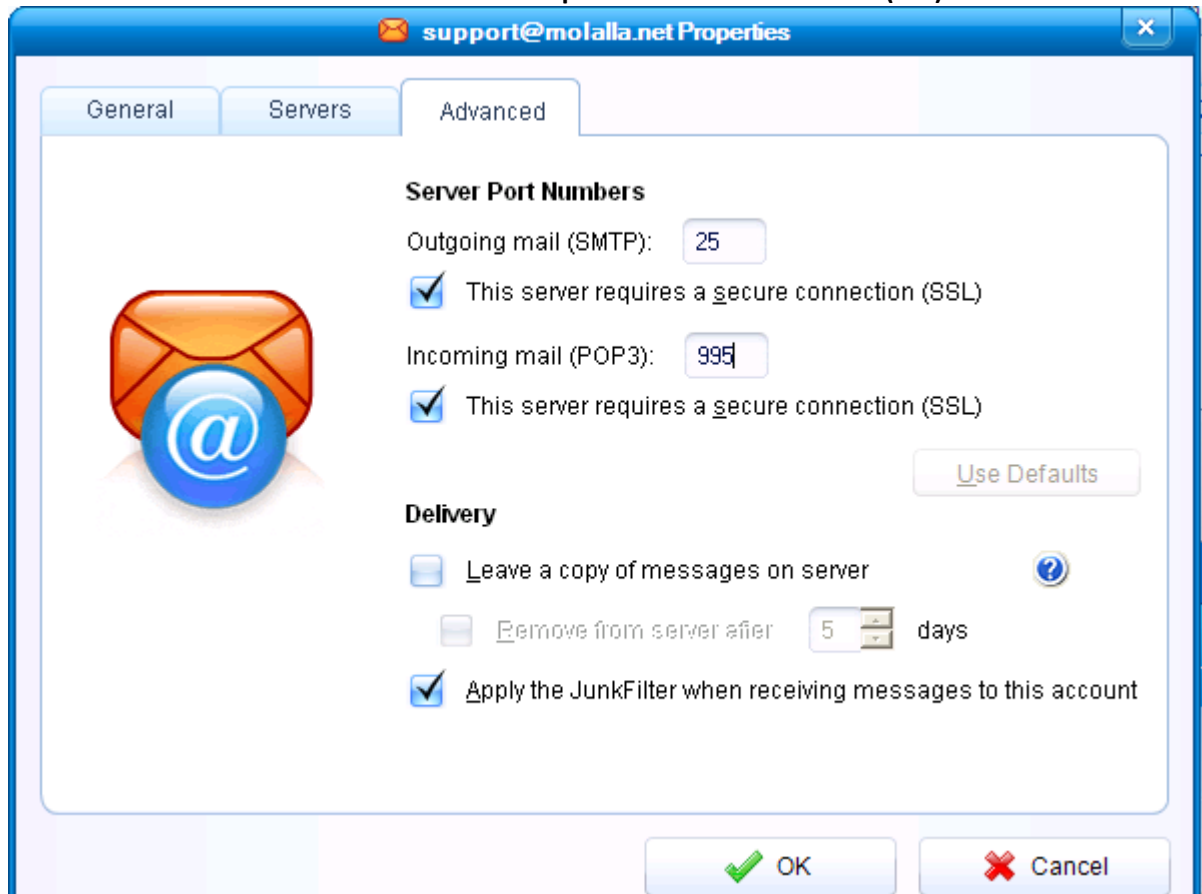 support@molalla.net Properties
General Servers Advanced
Server Port Numbers
Outgoing mail (SMTP): 25
This server requires a secure connection (SSL)
Incoming mail (POP3): 995
This server requires a secure connection (SSL)
Use Defaults
Delivery
Leave a copy of messages on server
Remove from server after 5 days
Apply the JunkFilter when receiving messages to this account
OK Cancel